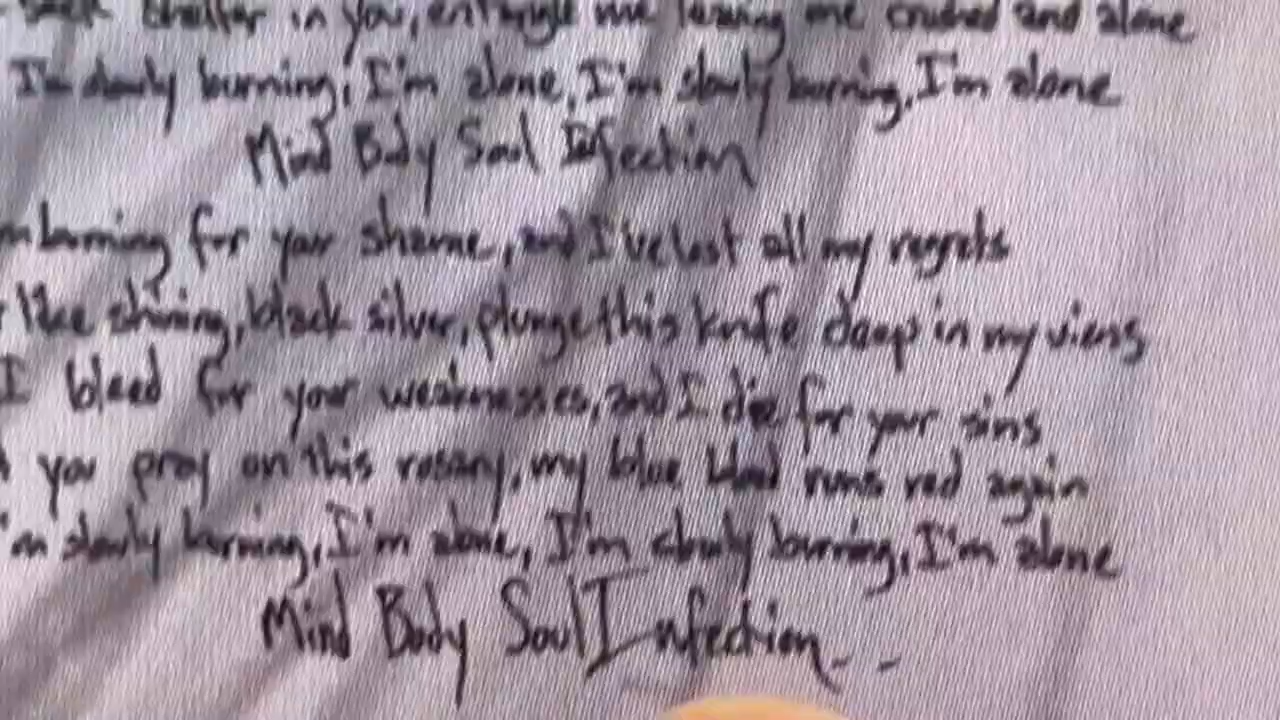 shelter in you, entangle me leaving me crushed and alone
I'm slowly burning, I'm alone, I'm slowly burning, I'm alone
Mind Body Soul Infection
burning for your shame, and I've lost all my regrets
like shining, black silver, plunge this knife deep in my viens
I bleed for your weaknesses, and I die for your sins
you pray on this rosary, my blue blood runs red again
'm slowly burning, I'm alone, I'm slowly burning, I'm alone
Mind Body Soul Infection - -